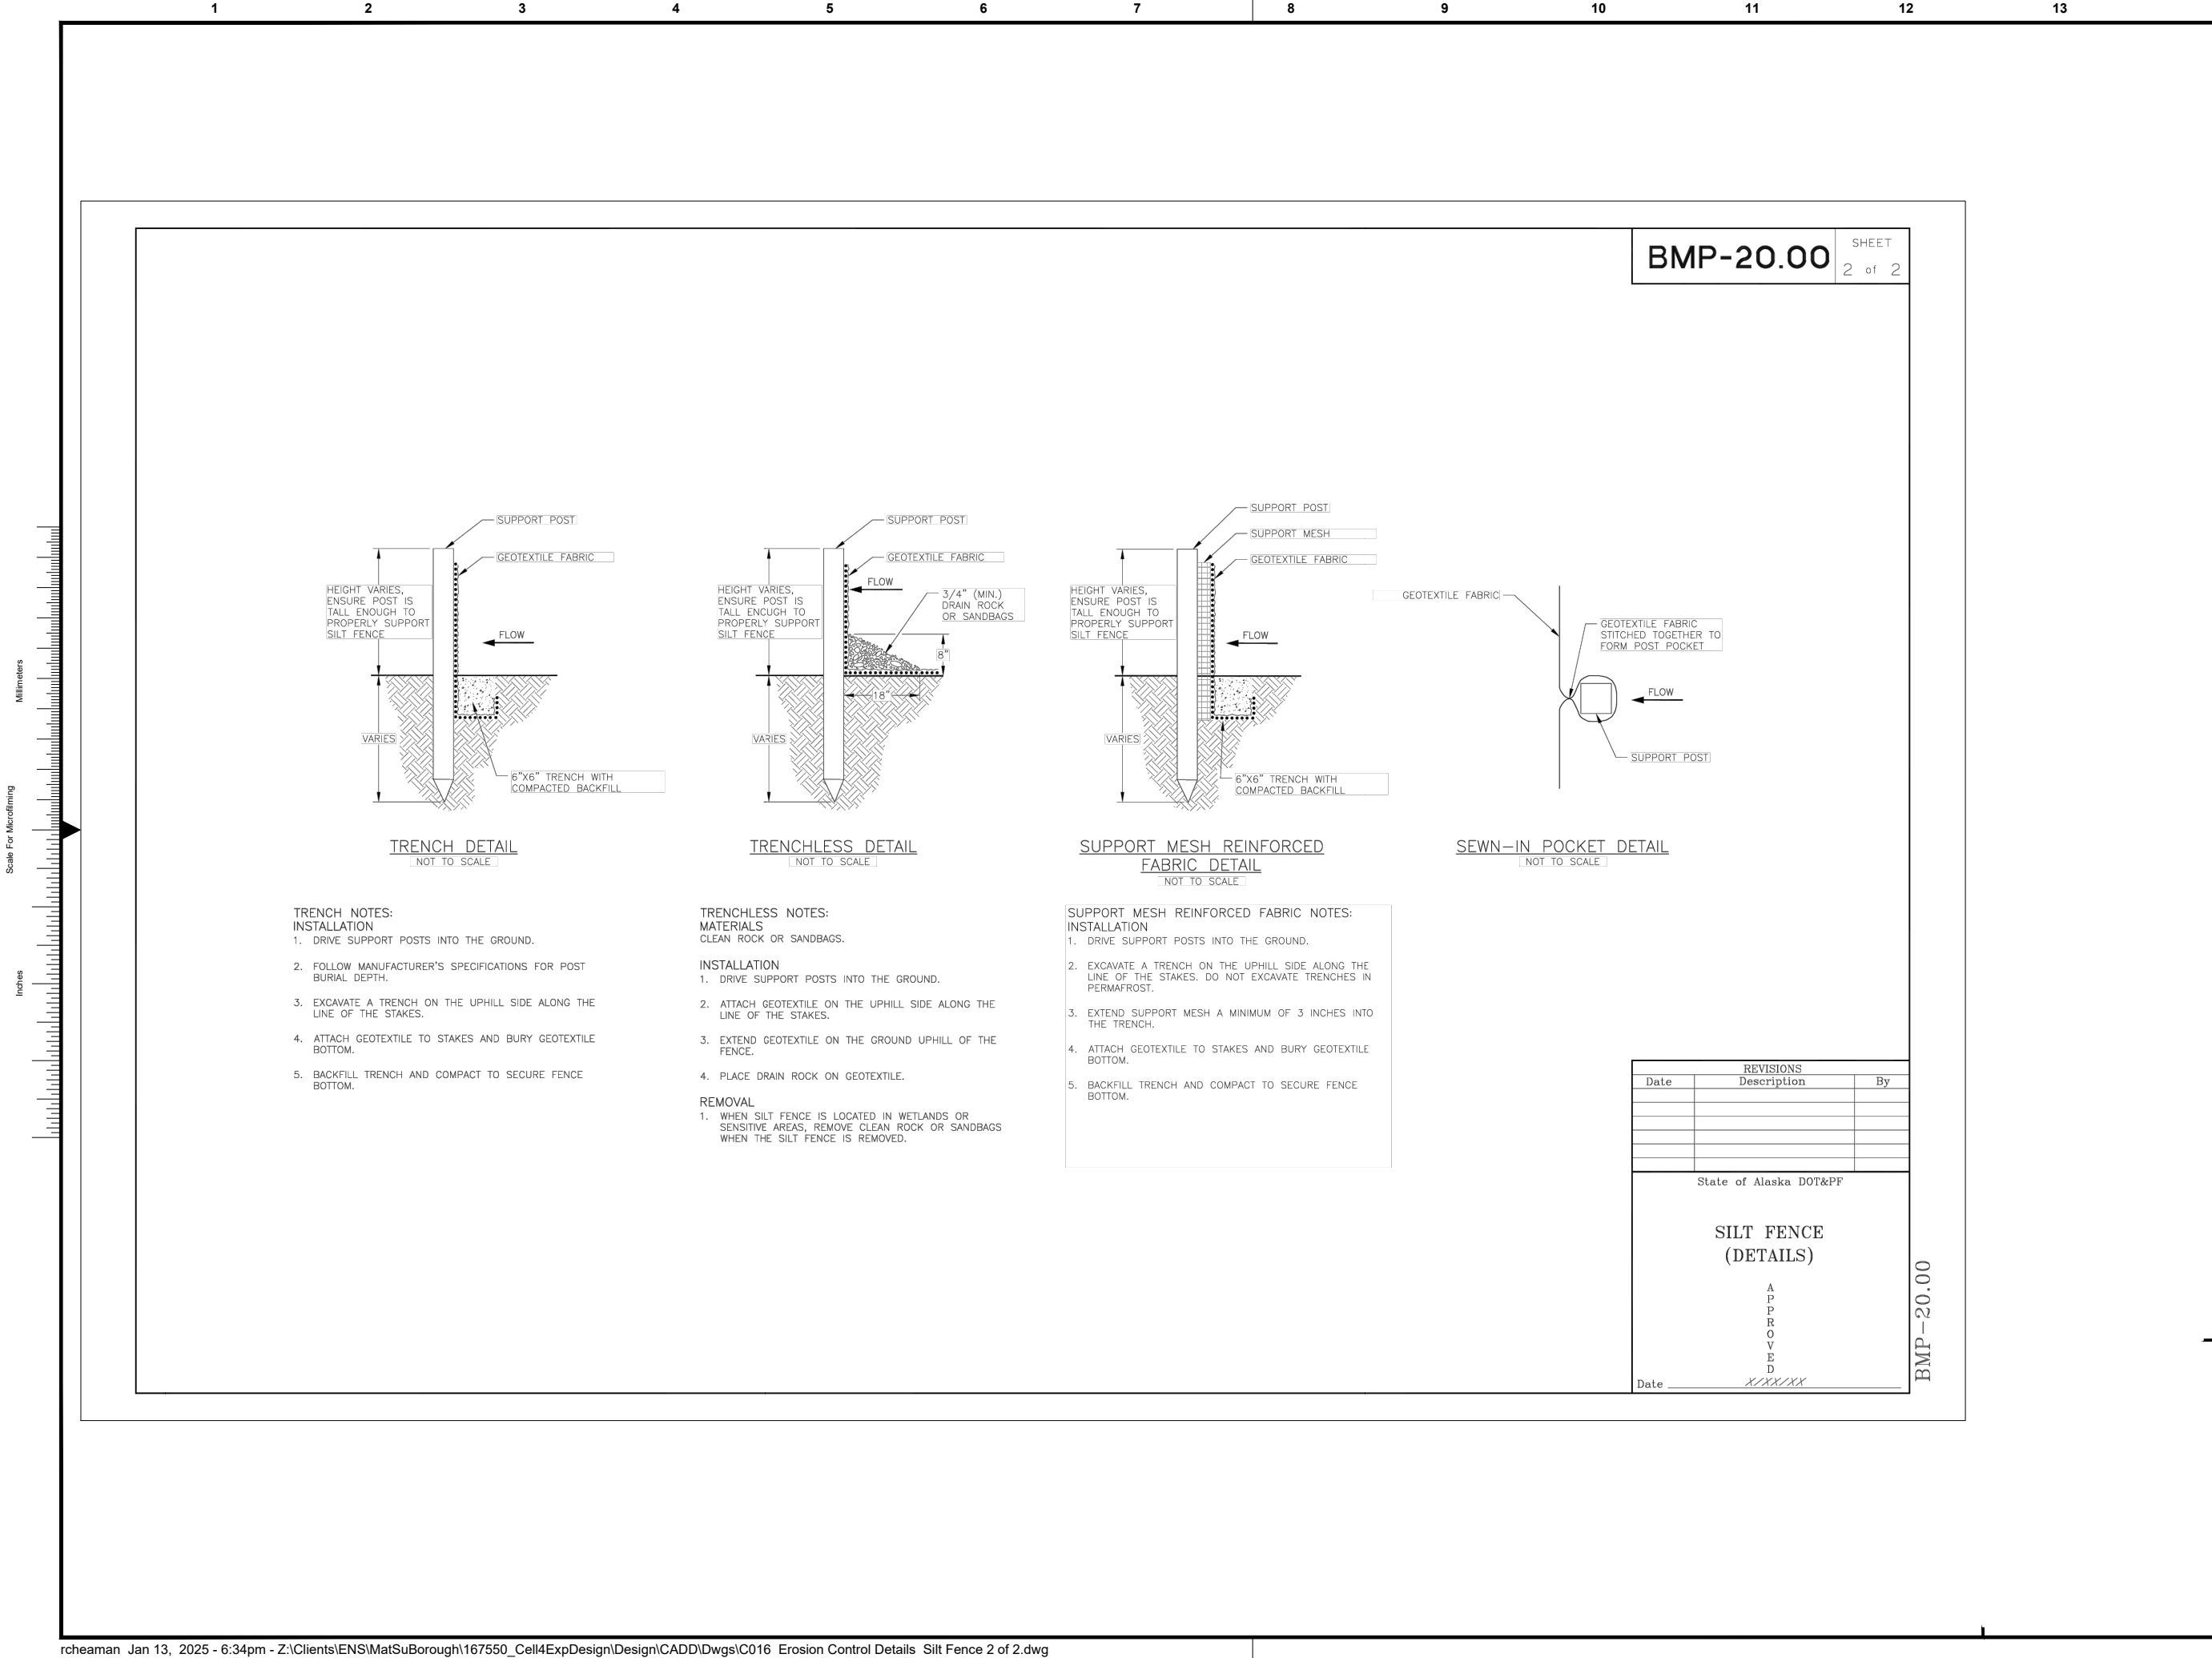 1 2 3 4 5 6 7 8 9 10 11 12 13
BMP-20.00
SHEET
2 of 2
SUPPORT POST
GEOTEXTILE FABRIC
HEIGHT VARIES,
ENSURE POST IS
TALL ENOUGH TO
PROPERLY SUPPORT
SILT FENCE
FLOW
VARIES
6"X6" TRENCH WITH
COMPACTED BACKFILL
TRENCH DETAIL
NOT TO SCALE
SUPPORT POST
GEOTEXTILE FABRIC
FLOW
HEIGHT VARIES,
ENSURE POST IS
TALL ENCUGH TO
PROPERLY SUPPORT
SILT FENCE
3/4" (MIN.)
DRAIN ROCK
OR SANDBAGS
8"
18"
VARIES
TRENCHLESS DETAIL
NOT TO SCALE
SUPPORT POST
SUPPORT MESH
GEOTEXTILE FABRIC
HEIGHT VARIES,
ENSURE POST IS
TALL ENOUGH TO
PROPERLY SUPPORT
SILT FENCE
FLOW
VARIES
6"X6" TRENCH WITH
COMPACTED BACKFILL
SUPPORT MESH REINFORCED
FABRIC DETAIL
NOT TO SCALE
GEOTEXTILE FABRIC
GEOTEXTILE FABRIC
STITCHED TOGETHER TO
FORM POST POCKET
FLOW
SUPPORT POST
SEWN-IN POCKET DETAIL
NOT TO SCALE
TRENCH NOTES:
INSTALLATION
1. DRIVE SUPPORT POSTS INTO THE GROUND.
2. FOLLOW MANUFACTURER'S SPECIFICATIONS FOR POST
BURIAL DEPTH.
3. EXCAVATE A TRENCH ON THE UPHILL SIDE ALONG THE
LINE OF THE STAKES.
4. ATTACH GEOTEXTILE TO STAKES AND BURY GEOTEXTILE
BOTTOM.
5. BACKFILL TRENCH AND COMPACT TO SECURE FENCE
BOTTOM.
TRENCHLESS NOTES:
MATERIALS
CLEAN ROCK OR SANDBAGS.
INSTALLATION
1. DRIVE SUPPORT POSTS INTO THE GROUND.
2. ATTACH GEOTEXTILE ON THE UPHILL SIDE ALONG THE
LINE OF THE STAKES.
3. EXTEND GEOTEXTILE ON THE GROUND UPHILL OF THE
FENCE.
4. PLACE DRAIN ROCK ON GEOTEXTILE.
REMOVAL
1. WHEN SILT FENCE IS LOCATED IN WETLANDS OR
SENSITIVE AREAS, REMOVE CLEAN ROCK OR SANDBAGS
WHEN THE SILT FENCE IS REMOVED.
SUPPORT MESH REINFORCED FABRIC NOTES:
INSTALLATION
1. DRIVE SUPPORT POSTS INTO THE GROUND.
2. EXCAVATE A TRENCH ON THE UPHILL SIDE ALONG THE
LINE OF THE STAKES. DO NOT EXCAVATE TRENCHES IN
PERMAFROST.
3. EXTEND SUPPORT MESH A MINIMUM OF 3 INCHES INTO
THE TRENCH.
4. ATTACH GEOTEXTILE TO STAKES AND BURY GEOTEXTILE
BOTTOM.
5. BACKFILL TRENCH AND COMPACT TO SECURE FENCE
BOTTOM.
REVISIONS
Date Description By
State of Alaska DOT&PF
SILT FENCE
(DETAILS)
APPROVED
Date X/XX/XX
BMP-20.00
Millimeters
Scale For Microfilming
Inches
rcheaman Jan 13, 2025 - 6:34pm - Z:\Clients\ENS\MatSuBorough\167550_Cell4ExpDesign\Design\CADD\Dwgs\C016 Erosion Control Details Silt Fence 2 of 2.dwg